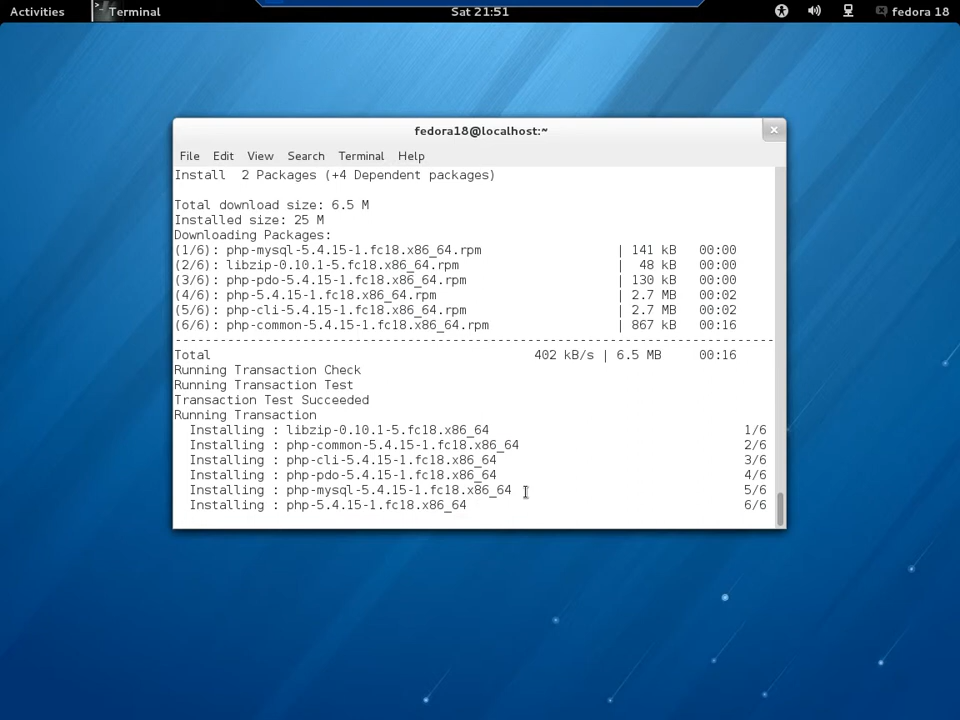 Activities >_ Terminal Sat 21:51 fedora 18
fedora18@localhost:~
File Edit View Search Terminal Help
Install  2 Packages (+4 Dependent packages)
Total download size: 6.5 M
Installed size: 25 M
Downloading Packages:
(1/6): php-mysql-5.4.15-1.fc18.x86_64.rpm | 141 kB 00:00
(2/6): libzip-0.10.1-5.fc18.x86_64.rpm | 48 kB 00:00
(3/6): php-pdo-5.4.15-1.fc18.x86_64.rpm | 130 kB 00:00
(4/6): php-5.4.15-1.fc18.x86_64.rpm | 2.7 MB 00:02
(5/6): php-cli-5.4.15-1.fc18.x86_64.rpm | 2.7 MB 00:02
(6/6): php-common-5.4.15-1.fc18.x86_64.rpm | 867 kB 00:16
--------------------------------------------------------------------------------
Total 402 kB/s | 6.5 MB 00:16
Running Transaction Check
Running Transaction Test
Transaction Test Succeeded
Running Transaction
Installing : libzip-0.10.1-5.fc18.x86_64 1/6
Installing : php-common-5.4.15-1.fc18.x86_64 2/6
Installing : php-cli-5.4.15-1.fc18.x86_64 3/6
Installing : php-pdo-5.4.15-1.fc18.x86_64 4/6
Installing : php-mysql-5.4.15-1.fc18.x86_64 5/6
Installing : php-5.4.15-1.fc18.x86_64 6/6